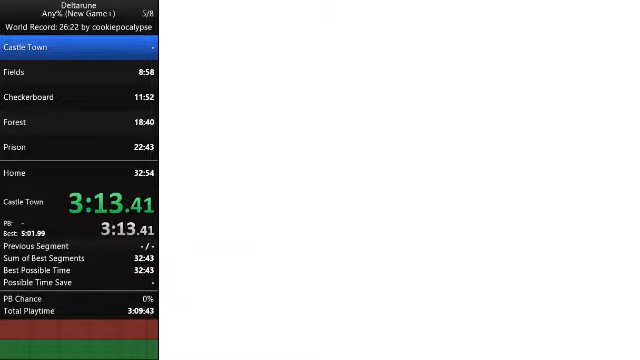 Deltarune
Any% (New Game+) 5/8
World Record: 26:22 by cookiepocalypse
Castle Town -
Fields 8:58
Checkerboard 11:52
Forest 18:40
Prison 22:43
Home 32:54
Castle Town 3:13.41
PB: -
Best: 5:01.99 3:13.41
Previous Segment - / -
Sum of Best Segments 32:43
Best Possible Time 32:43
Possible Time Save -
PB Chance 0%
Total Playtime 3:09:43